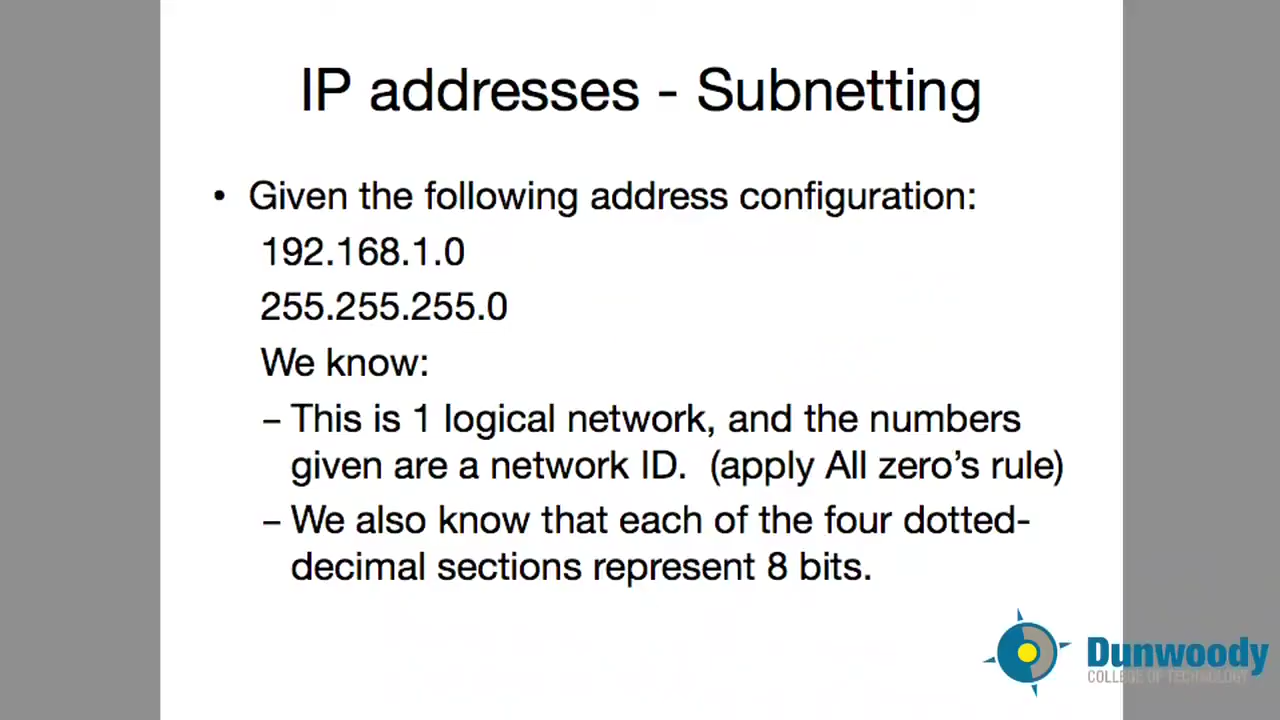 IP addresses - Subnetting
• Given the following address configuration:
192.168.1.0
255.255.255.0
We know:
– This is 1 logical network, and the numbers
given are a network ID.  (apply All zero’s rule)
– We also know that each of the four dotted-
decimal sections represent 8 bits.
Dunwoody
COLLEGE OF TECHNOLOGY